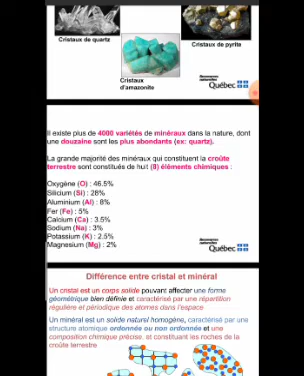 Cristaux de quartz
Cristaux de pyrite
Cristaux
d'amazonite
Ressources
naturelles
Québec
Il existe plus de 4000 variétés de minéraux dans la nature, dont
une douzaine sont les plus abondants (ex: quartz).
La grande majorité des minéraux qui constituent la croûte
terrestre sont constitués de huit (8) éléments chimiques :
Oxygène (O) : 46.5%
Silicium (Si) : 28%
Aluminium (Al) : 8%
Fer (Fe) : 5%
Calcium (Ca) : 3.5%
Sodium (Na) : 3%
Potassium (K) : 2.5%
Magnesium (Mg) : 2%
Ressources
naturelles
Québec
Différence entre cristal et minéral
Un cristal est un corps solide pouvant affecter une forme
géométrique bien définie et caractérisé par une répartition
régulière et périodique des atomes dans l'espace
Un minéral est un solide naturel homogène, caractérisé par une
structure atomique ordonnée ou non ordonnée et une
composition chimique précise, et constituant les roches de la
croûte terrestre